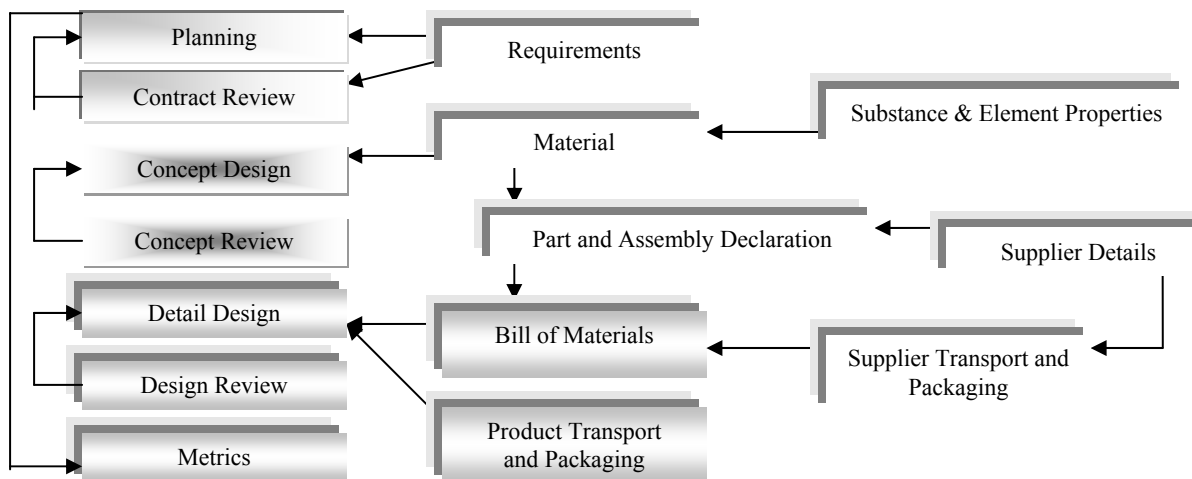 Planning
Requirements
Contract Review
Substance & Element Properties
Material
Concept Design
Part and Assembly Declaration
Concept Review
Supplier Details
Detail Design
Bill of Materials
Supplier Transport and
Packaging
Design Review
Product Transport
and Packaging
Metrics